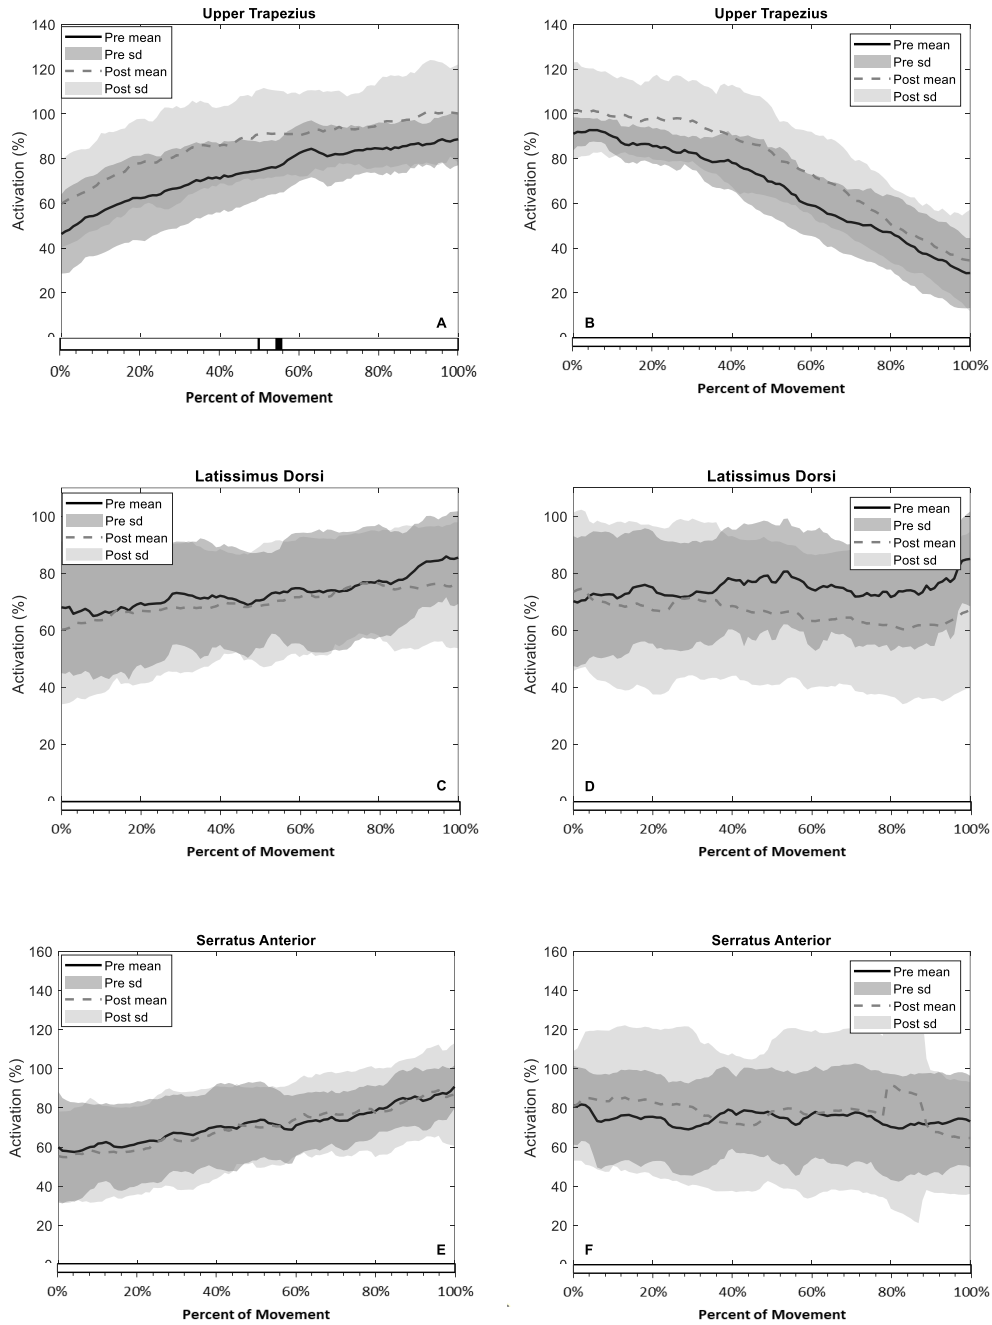 Upper Trapezius
140
120
100
80
60
40
20
0
Activation (%)
Pre mean
Pre sd
Post mean
Post sd
A
0% 20% 40% 60% 80% 100%
Percent of Movement
Upper Trapezius
140
120
100
80
60
40
20
0
Activation (%)
Pre mean
Pre sd
Post mean
Post sd
B
0% 20% 40% 60% 80% 100%
Percent of Movement
Latissimus Dorsi
100
80
60
40
20
0
Activation (%)
Pre mean
Pre sd
Post mean
Post sd
C
0% 20% 40% 60% 80% 100%
Percent of Movement
Latissimus Dorsi
100
80
60
40
20
0
Activation (%)
Pre mean
Pre sd
Post mean
Post sd
D
0% 20% 40% 60% 80% 100%
Percent of Movement
Serratus Anterior
160
140
120
100
80
60
40
20
0
Activation (%)
Pre mean
Pre sd
Post mean
Post sd
E
0% 20% 40% 60% 80% 100%
Percent of Movement
Serratus Anterior
160
140
120
100
80
60
40
20
0
Activation (%)
Pre mean
Pre sd
Post mean
Post sd
F
0% 20% 40% 60% 80% 100%
Percent of Movement